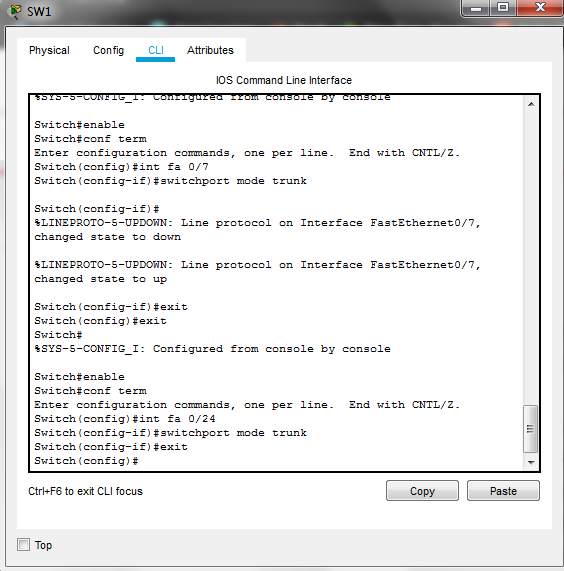 SW1
Physical Config CLI Attributes
IOS Command Line Interface
%SYS-5-CONFIG_I: Configured from console by console
Switch#enable
Switch#conf term
Enter configuration commands, one per line.  End with CNTL/Z.
Switch(config)#int fa 0/7
Switch(config-if)#switchport mode trunk
Switch(config-if)#
%LINEPROTO-5-UPDOWN: Line protocol on Interface FastEthernet0/7,
changed state to down
%LINEPROTO-5-UPDOWN: Line protocol on Interface FastEthernet0/7,
changed state to up
Switch(config-if)#exit
Switch(config)#exit
Switch#
%SYS-5-CONFIG_I: Configured from console by console
Switch#enable
Switch#conf term
Enter configuration commands, one per line.  End with CNTL/Z.
Switch(config)#int fa 0/24
Switch(config-if)#switchport mode trunk
Switch(config-if)#exit
Switch(config)#
Ctrl+F6 to exit CLI focus Copy Paste
Top